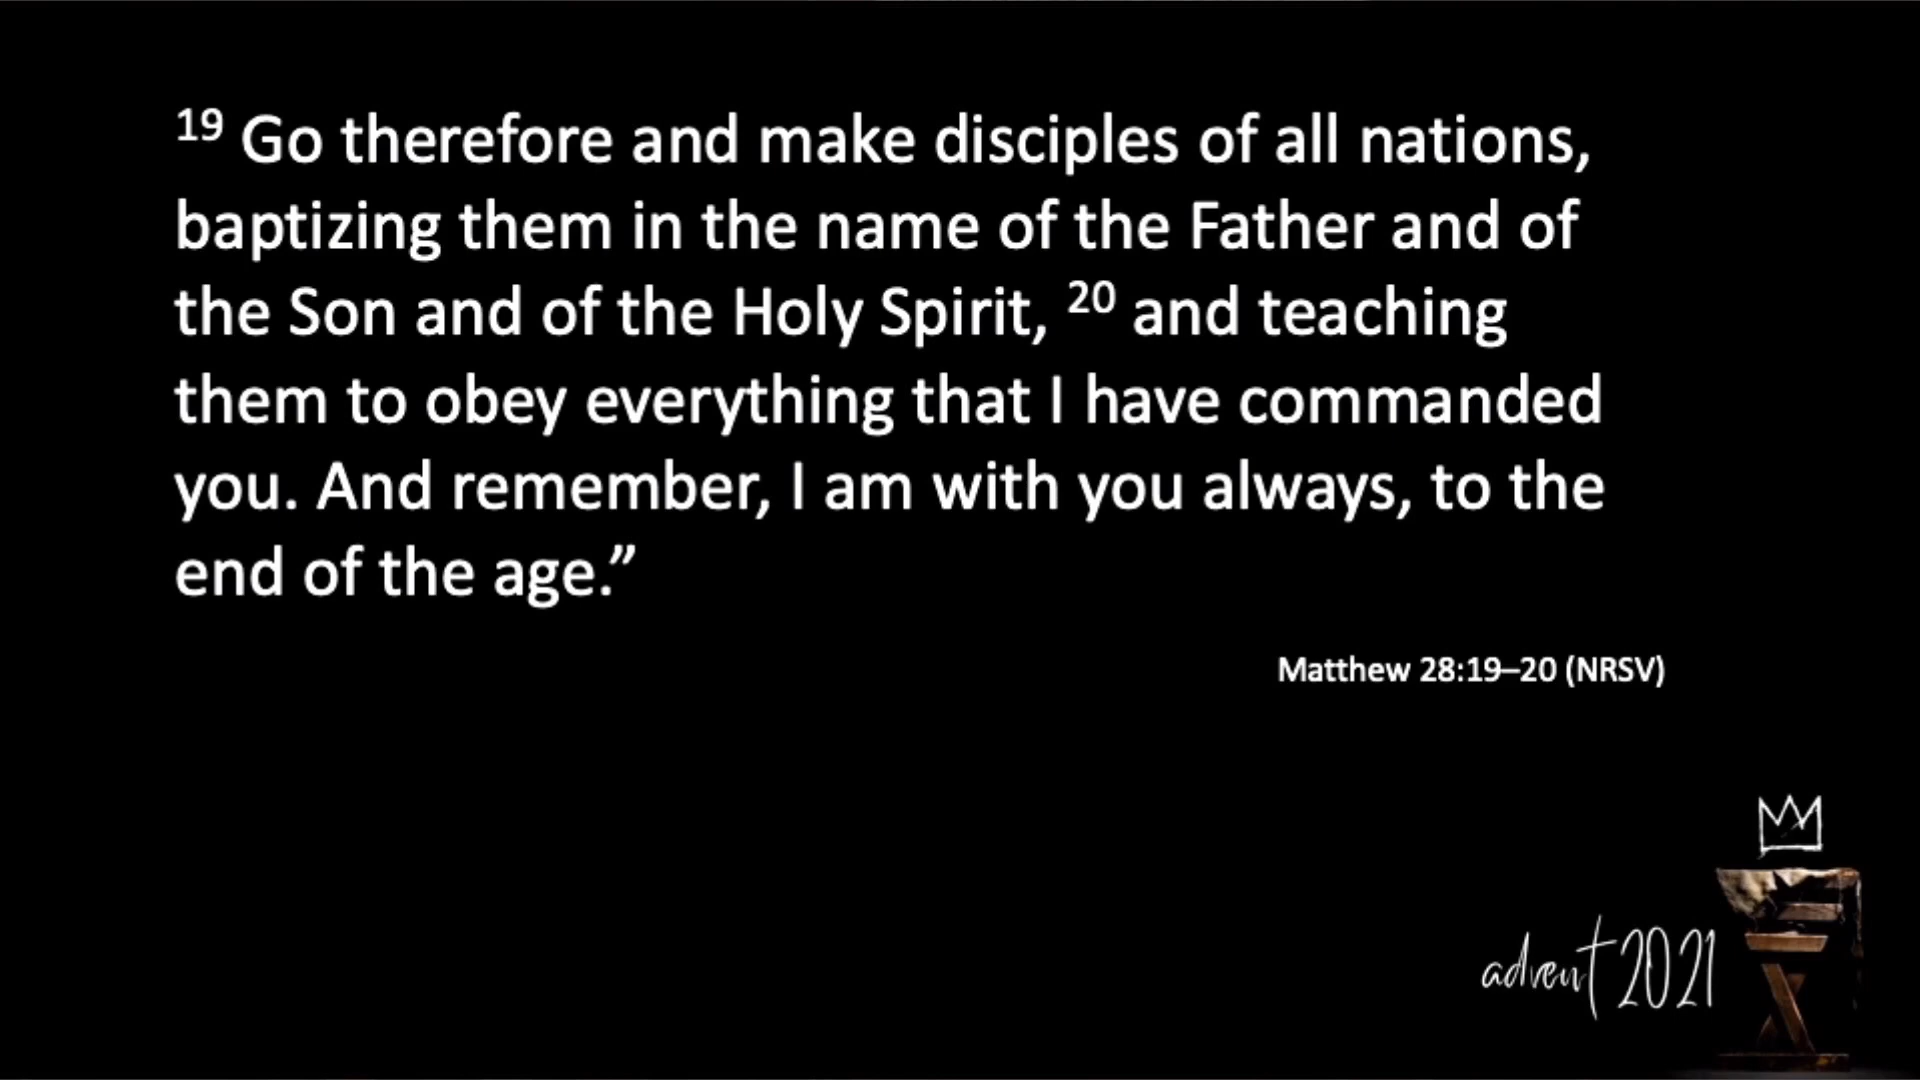 19 Go therefore and make disciples of all nations,
baptizing them in the name of the Father and of
the Son and of the Holy Spirit, 20 and teaching
them to obey everything that I have commanded
you. And remember, I am with you always, to the
end of the age.”
Matthew 28:19–20 (NRSV)
advent 2021